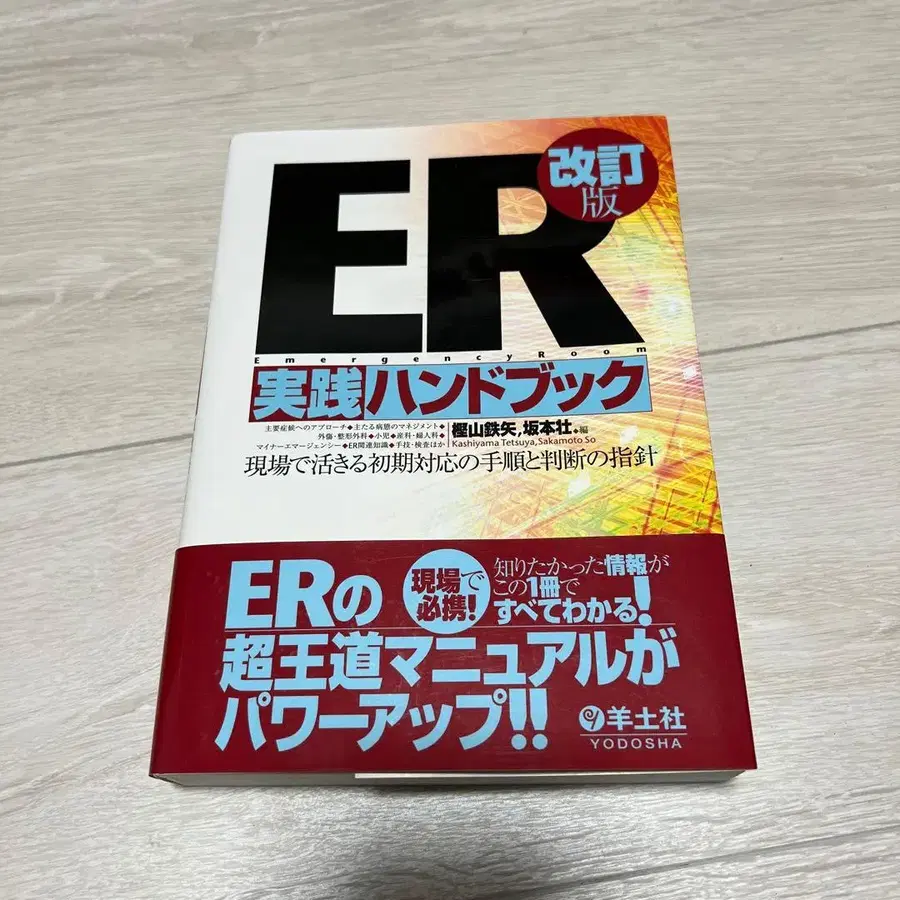 改訂
版
ER
Emergency Room
実践ハンドブック
主要症候へのアプローチ◆主たる病態のマネジメント◆
外傷・整形外科◆小児◆産科・婦人科◆
マイナーエマージェンシー◆ER関連知識◆手技・検査ほか
樫山鉄矢, 坂本壮◆編
Kashiyama Tetsuya, Sakamoto So
現場で活きる初期対応の手順と判断の指針
現場で
必携!
知りたかった情報が
この1冊で
すべてわかる!
ERの
超王道マニュアルが
パワーアップ!!
羊土社
YODOSHA